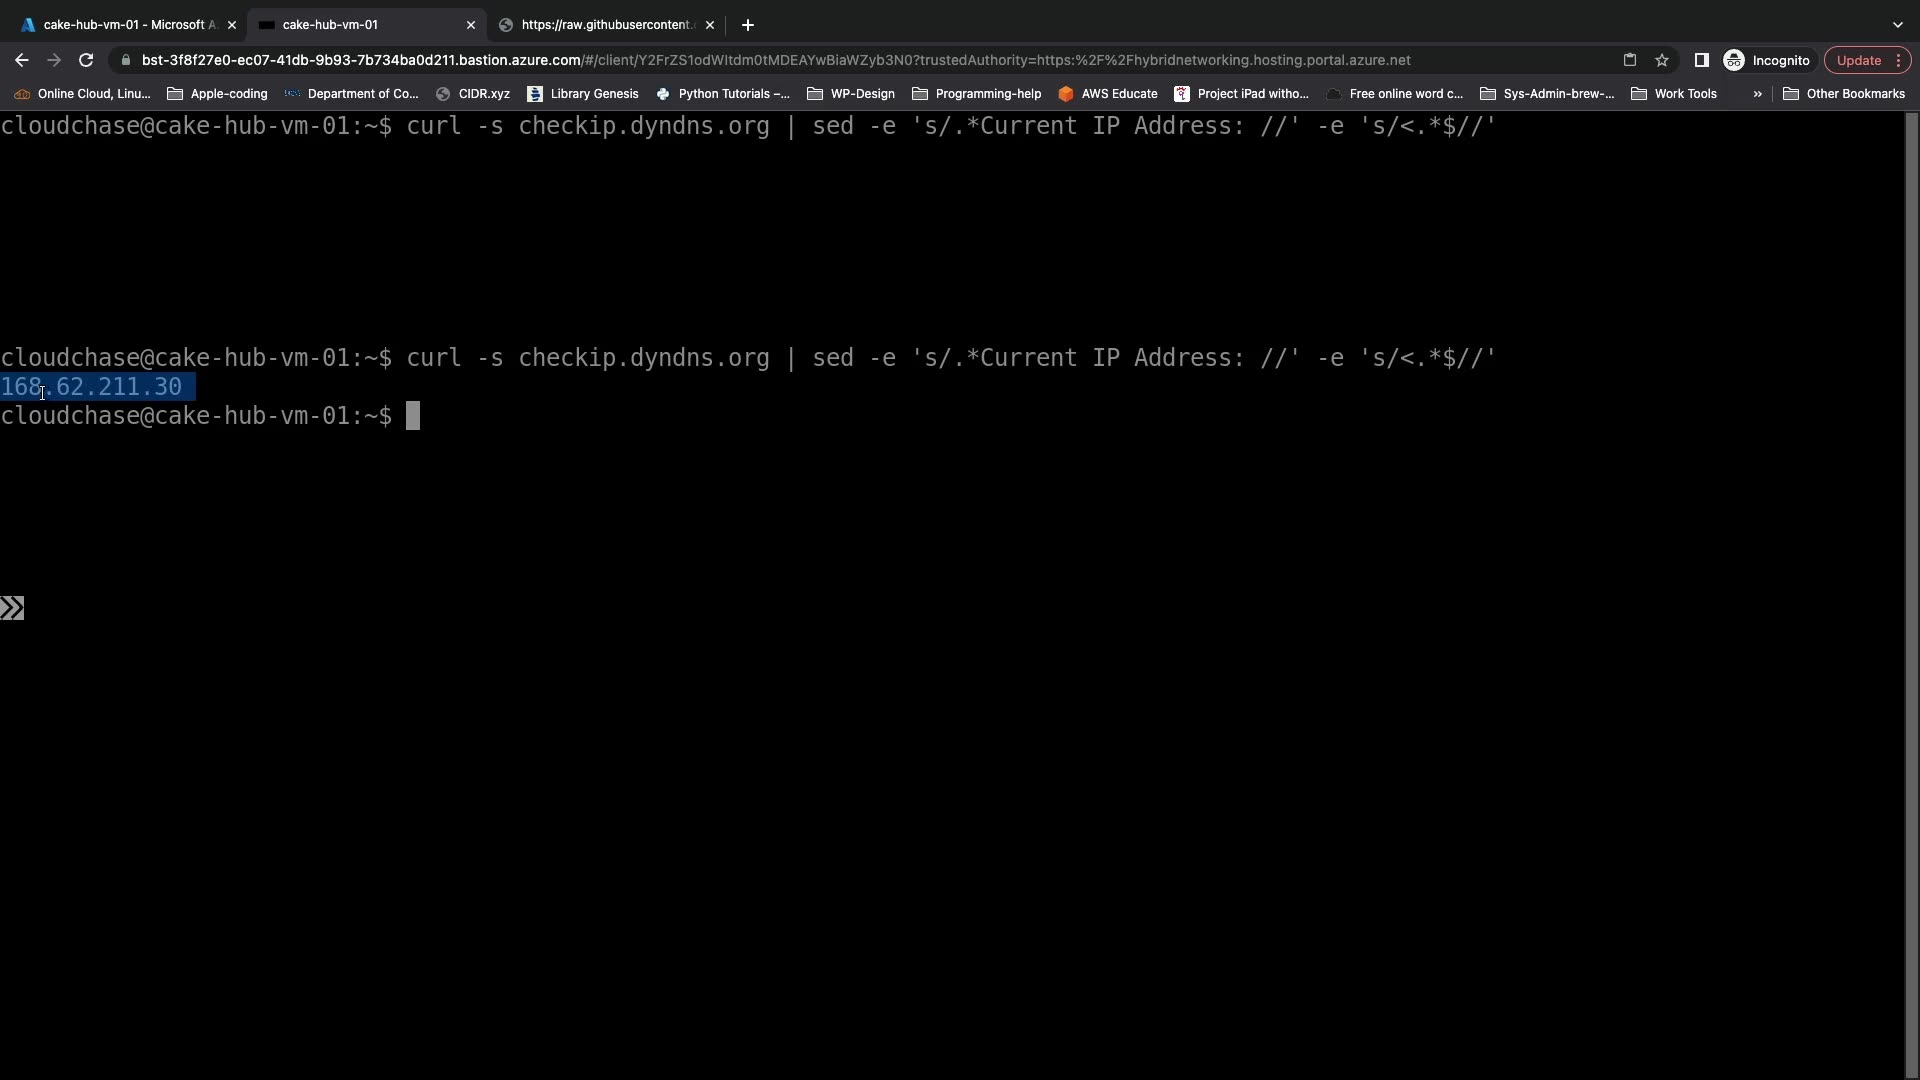 cake-hub-vm-01 - Microsoft A
cake-hub-vm-01
https://raw.githubusercontent.
bst-3f8f27e0-ec07-41db-9b93-7b734ba0d211.bastion.azure.com/#/client/Y2FrZS1odWItdm0tMDEAYwBiaWZyb3N0?trustedAuthority=https:%2F%2Fhybridnetworking.hosting.portal.azure.net
Incognito
Update
Online Cloud, Linu...
Apple-coding
Department of Co...
CIDR.xyz
Library Genesis
Python Tutorials –...
WP-Design
Programming-help
AWS Educate
Project iPad witho...
Free online word c...
Sys-Admin-brew-...
Work Tools
»
Other Bookmarks
cloudchase@cake-hub-vm-01:~$ curl -s checkip.dyndns.org | sed -e 's/.*Current IP Address: //' -e 's/<.*$//'
cloudchase@cake-hub-vm-01:~$ curl -s checkip.dyndns.org | sed -e 's/.*Current IP Address: //' -e 's/<.*$//'
168.62.211.30
cloudchase@cake-hub-vm-01:~$